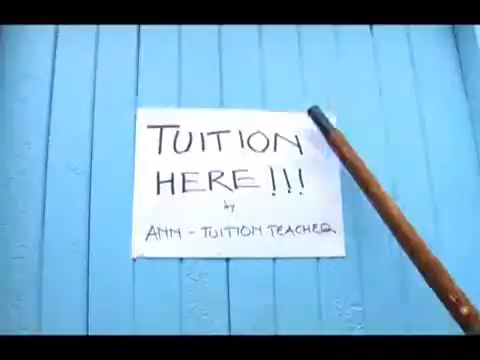 TUITION
HERE!!!
by
ANN - TUITION TEACHER